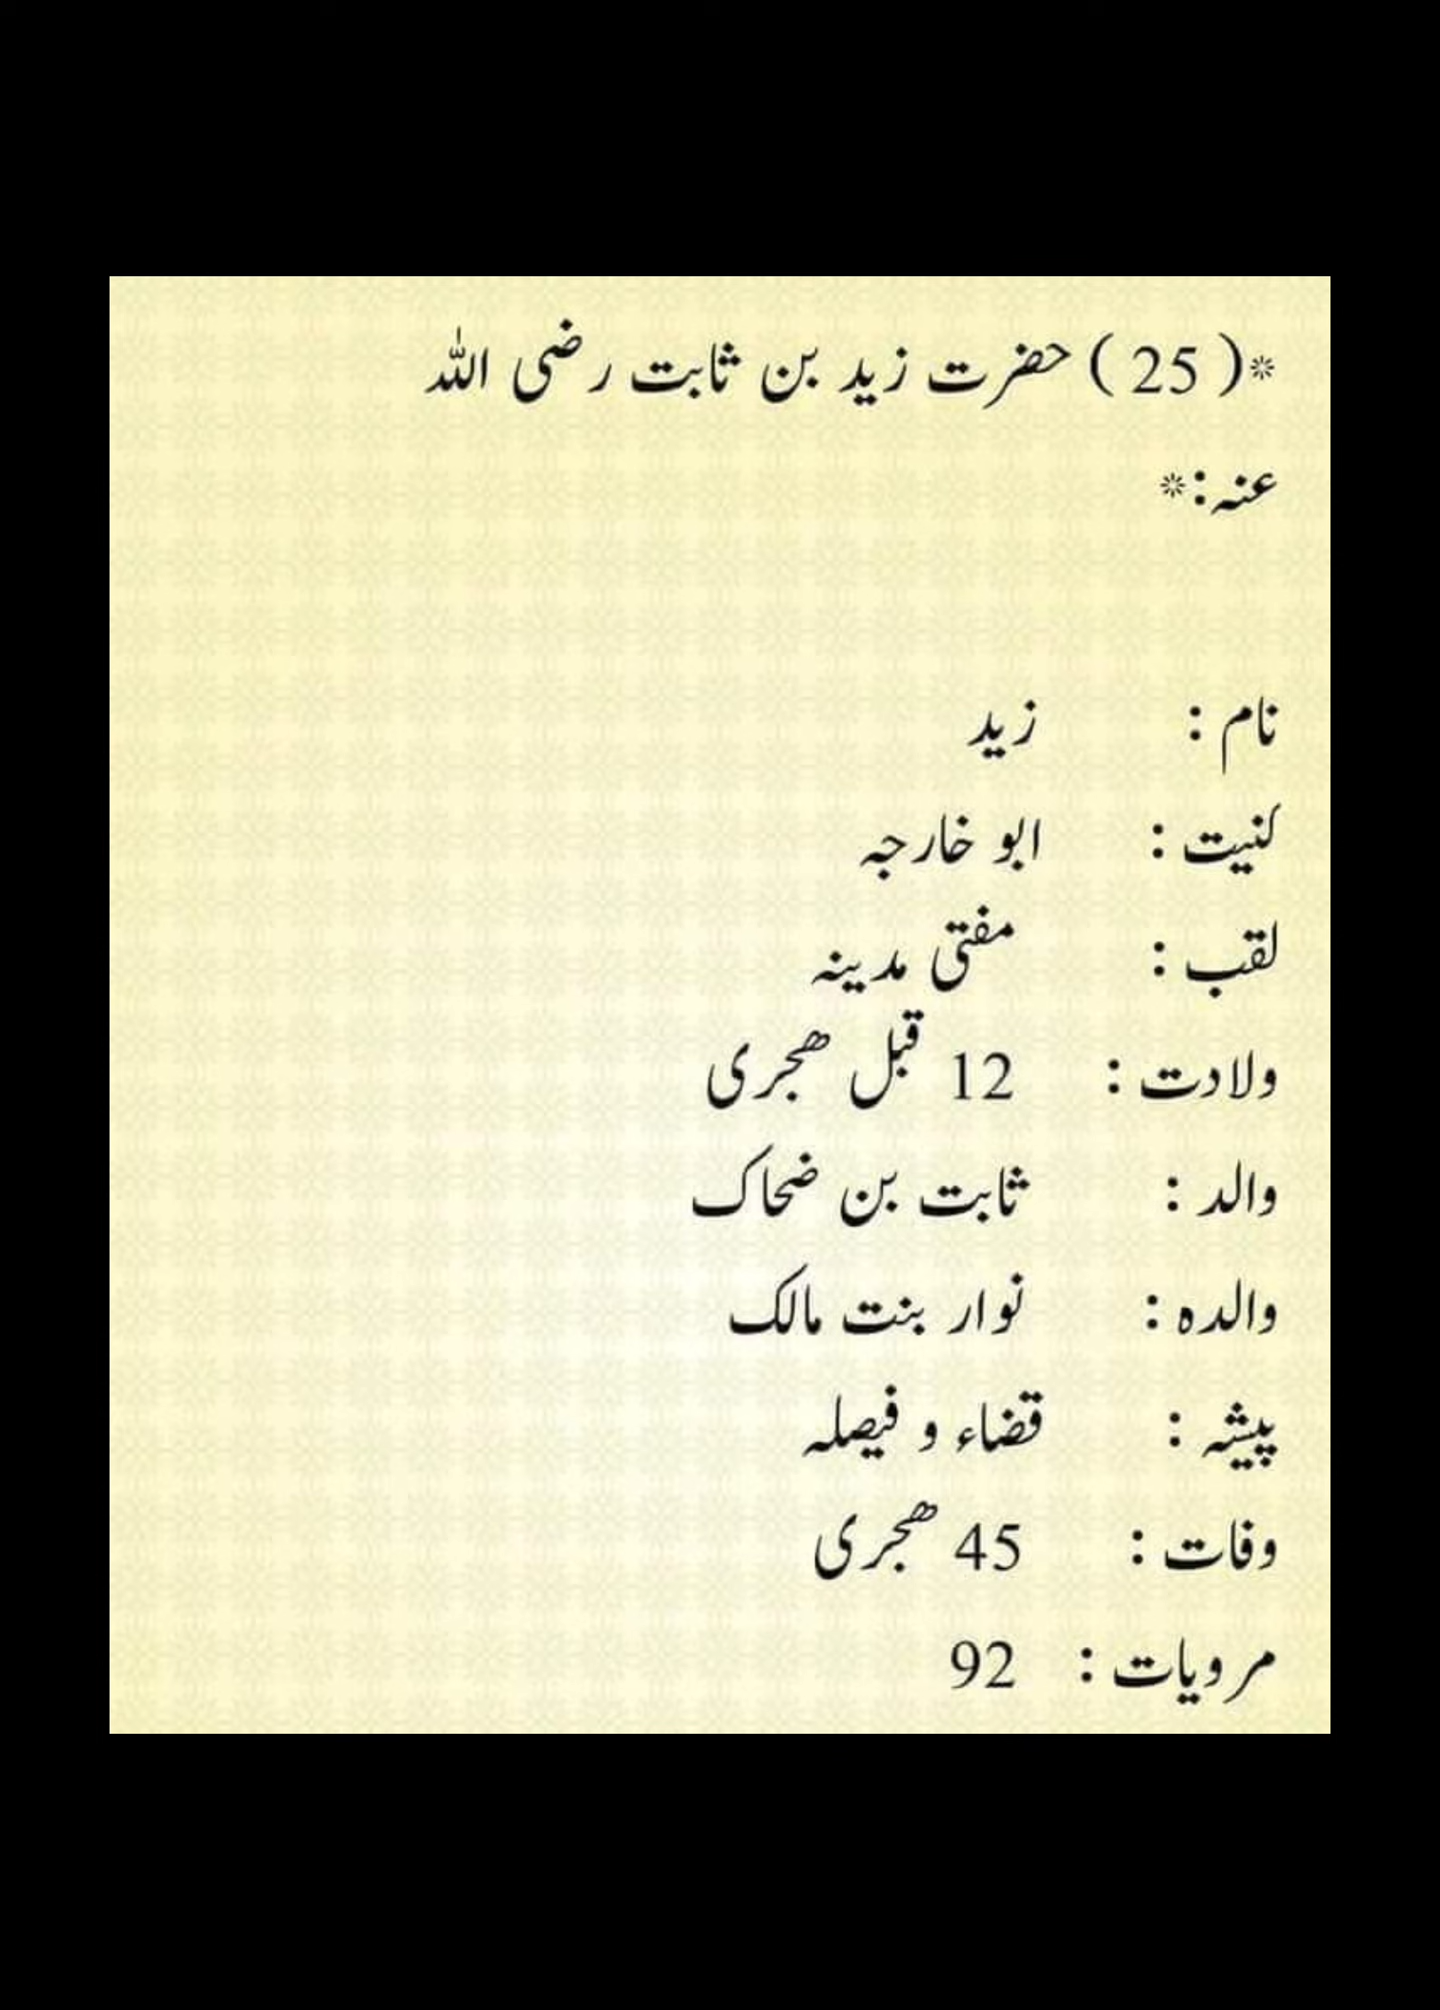 *( 25 ) حضرت زید بن ثابت رضی اللہ
عنہ:*
نام : زید
کنیت : ابو خارجہ
لقب : مفتی مدینہ
ولادت : 12 قبل ھجری
والد : ثابت بن ضحاک
والدہ : نوار بنت مالک
پیشہ : قضاء و فیصلہ
وفات : 45 ھجری
مرویات : 92